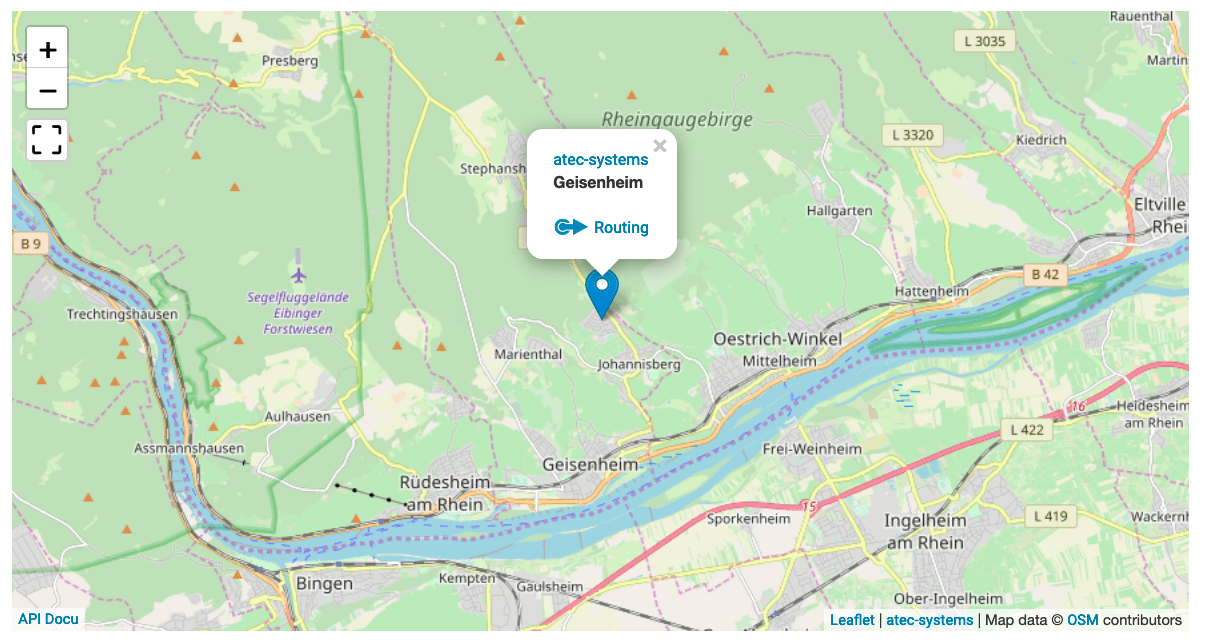 Rauenthal
L 3035
+
Presberg
Martins
−
Rheingaugebirge
L 3320
Kiedrich
atec-systems ×
Stephansh
Geisenheim
Hallgarten
Eltville
Rhei
Routing
B 9
B 42
Segelfluggelände
Eibinger
Forstwiesen
Hattenheim
Trechtingshausen
Oestrich-Winkel
Marienthal
Mittelheim
Johannisberg
16
Heidesheim
am Rhein
Aulhausen
L 422
Assmannshausen
Frei-Weinheim
Geisenheim
Rüdesheim
am Rhein
15
Sporkenheim
Ingelheim
am Rhein
L 419
Wackernh
Bingen
Kempten
Gaulsheim
Ober-Ingelheim
API Docu
Leaflet | atec-systems | Map data © OSM contributors